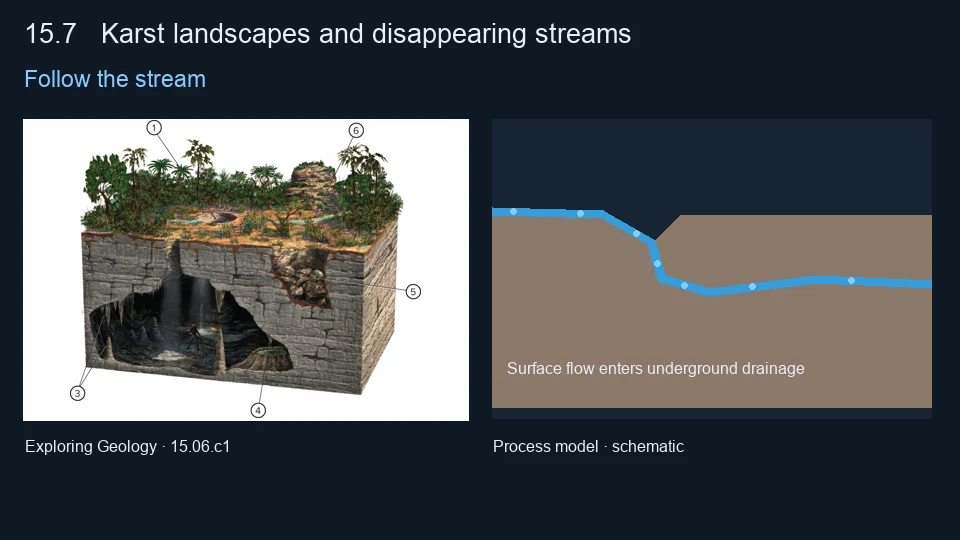 15.7 Karst landscapes and disappearing streams
Follow the stream
1
6
5
3
4
Surface flow enters underground drainage
Exploring Geology · 15.06.c1
Process model · schematic